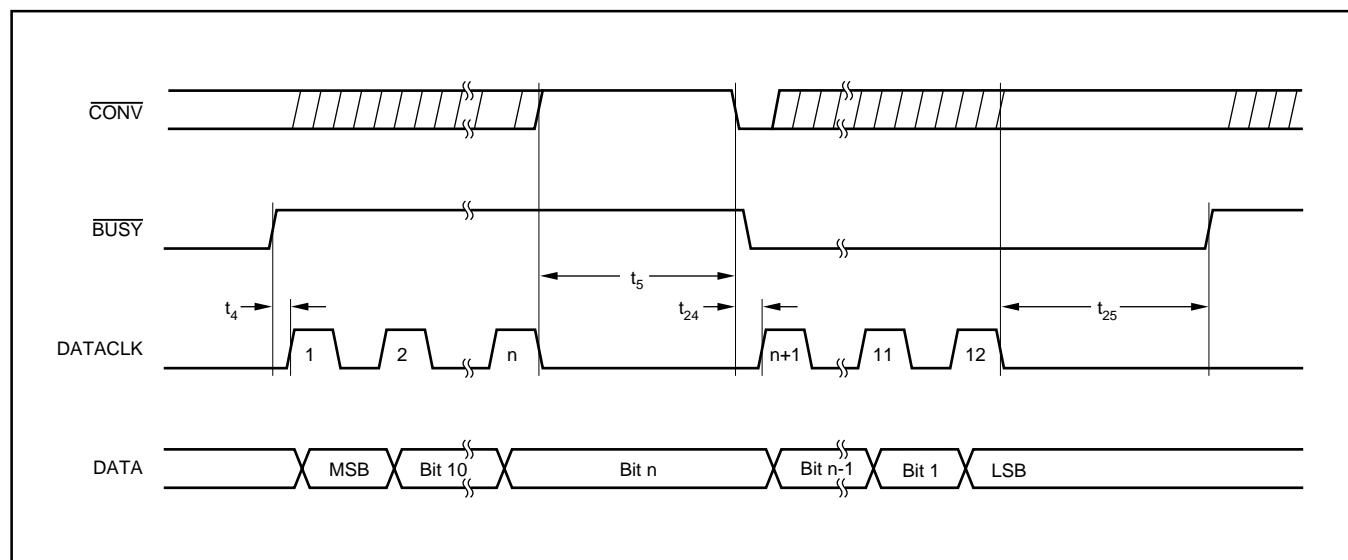 CONV
BUSY
t5
t4
t24
t25
DATACLK
1
2
n
n+1
11
12
DATA
MSB
Bit 10
Bit n
Bit n-1
Bit 1
LSB